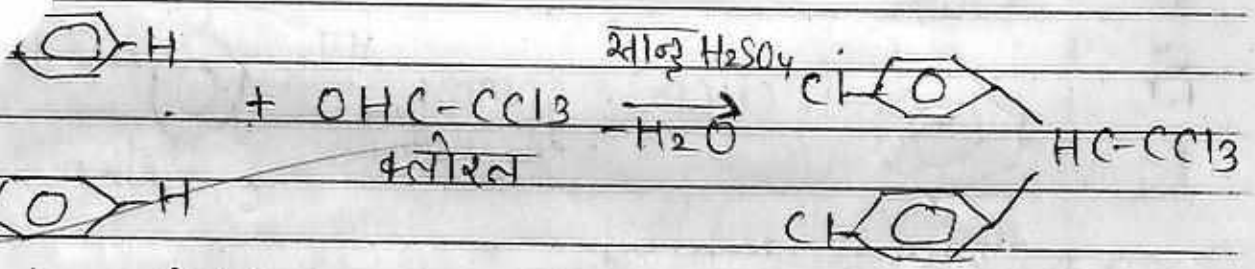 -H सान्द्र H2SO4
+ OHC-CCl3 → Cl-
-H2O HC-CCl3
क्लोरल
-H Cl-